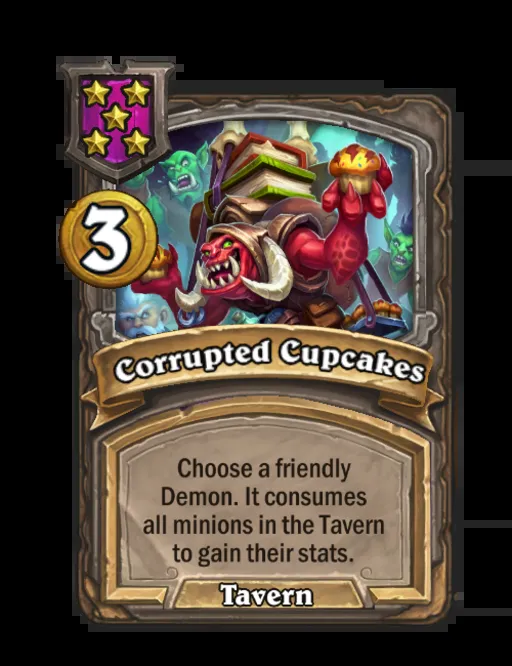 3
Corrupted Cupcakes
Choose a friendly
Demon. It consumes
all minions in the Tavern
to gain their stats.
Tavern